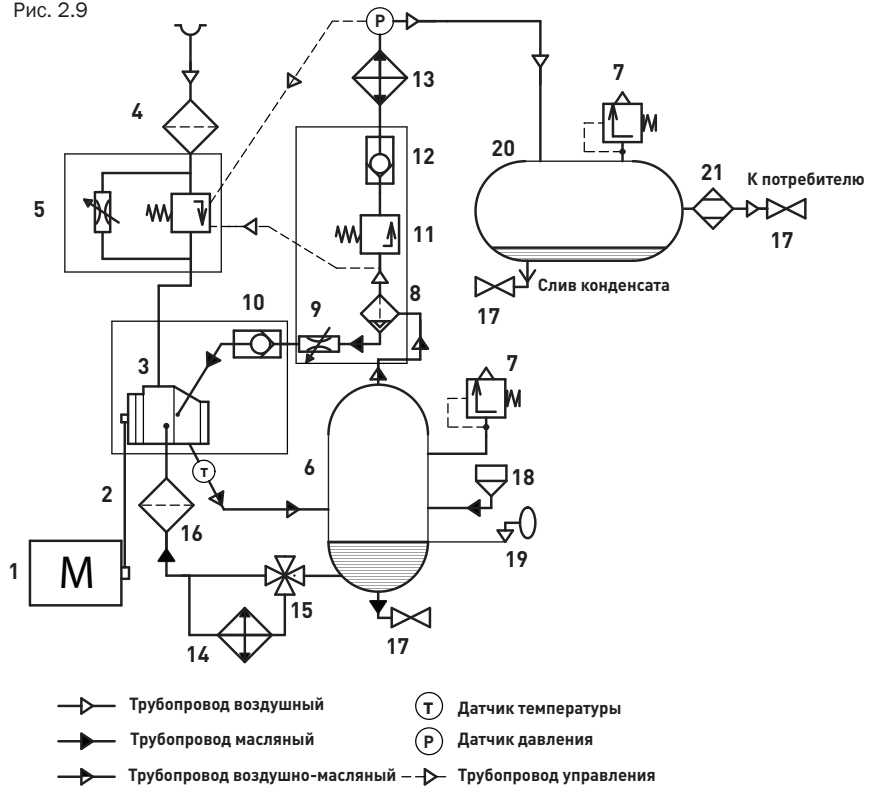 Рис. 2.9
P
13
7
4
12
20
21
К потребителю
5
11
17
8
Слив конденсата
17
10
9
3
7
6
T
18
2
16
19
1
M
15
14
17
Трубопровод воздушный
T Датчик температуры
Трубопровод масляный
P Датчик давления
Трубопровод воздушно-масляный
Трубопровод управления